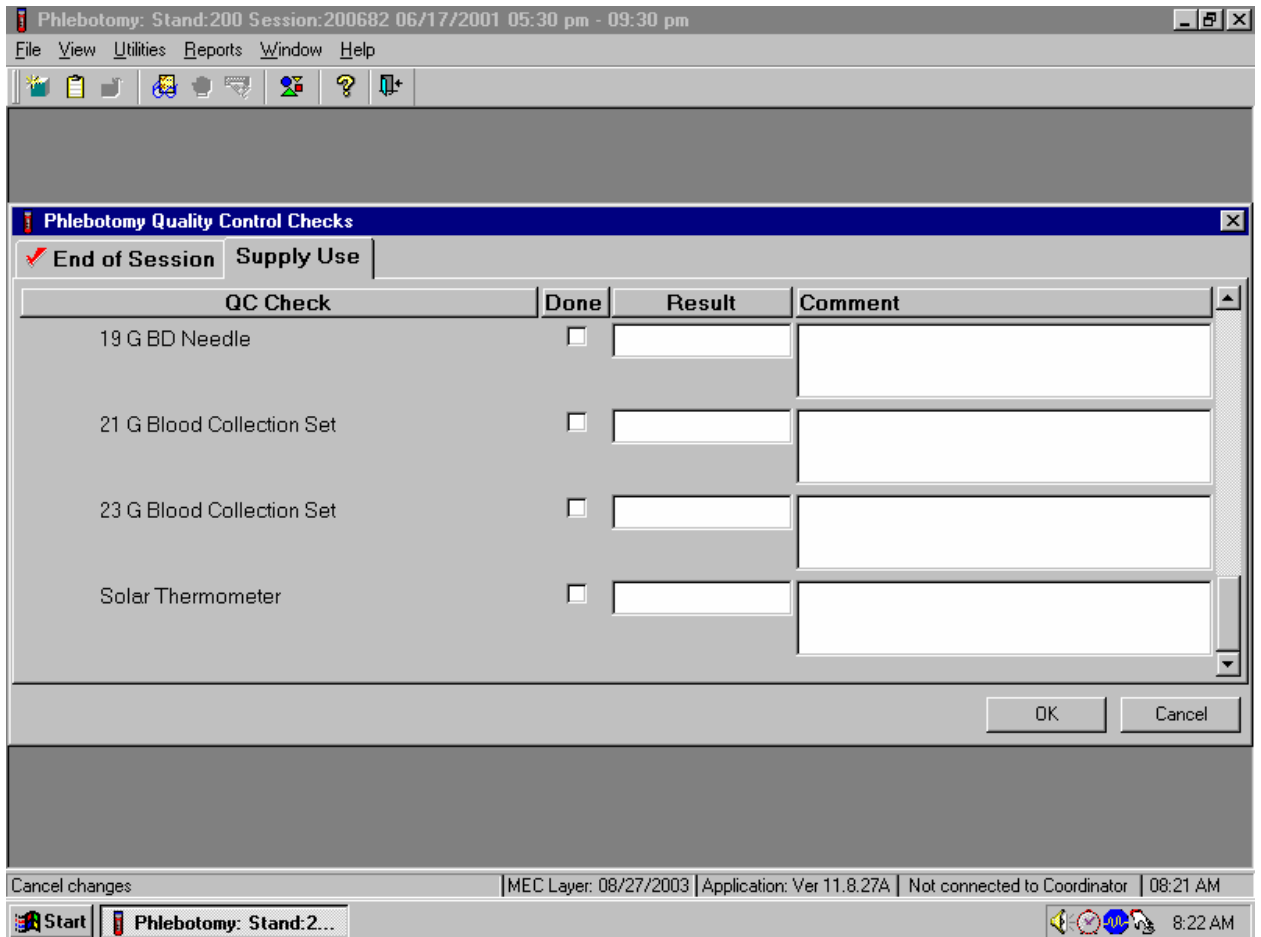 Phlebotomy: Stand:200 Session:200682 06/17/2001 05:30 pm - 09:30 pm
File View Utilities Reports Window Help
Phlebotomy Quality Control Checks
End of Session Supply Use
QC Check Done Result Comment
19 G BD Needle
21 G Blood Collection Set
23 G Blood Collection Set
Solar Thermometer
OK Cancel
Cancel changes MEC Layer: 08/27/2003 Application: Ver 11.8.27A Not connected to Coordinator 08:21 AM
Start Phlebotomy: Stand:2... 8:22 AM